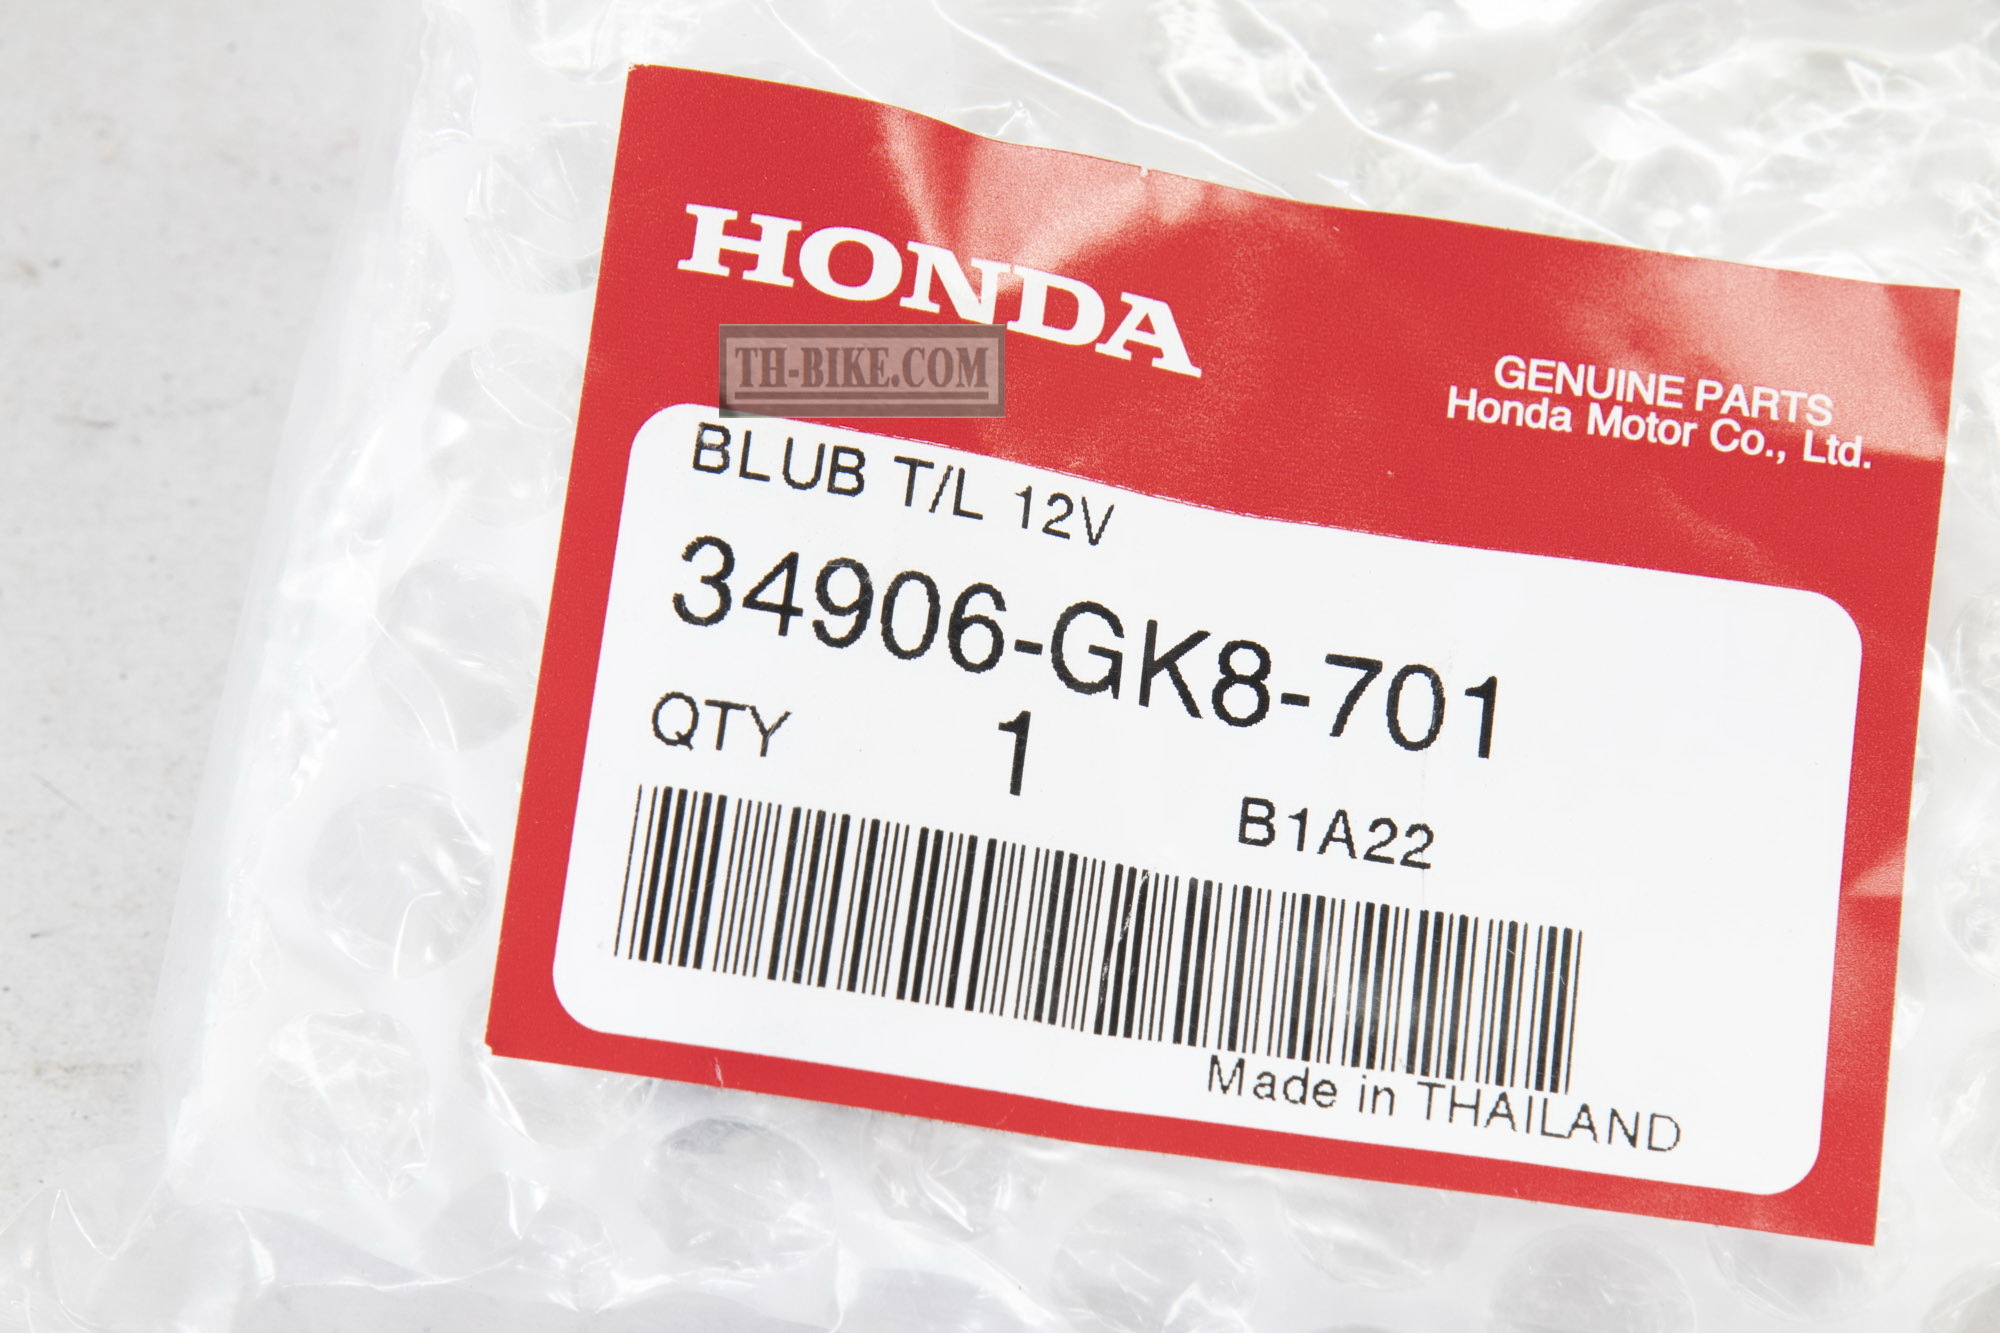 HONDA
TH-BIKE.COM
GENUINE PARTS
Honda Motor Co., Ltd.
BLUB T/L 12V
34906-GK8-701
QTY 1
B1A22
Made in THAILAND